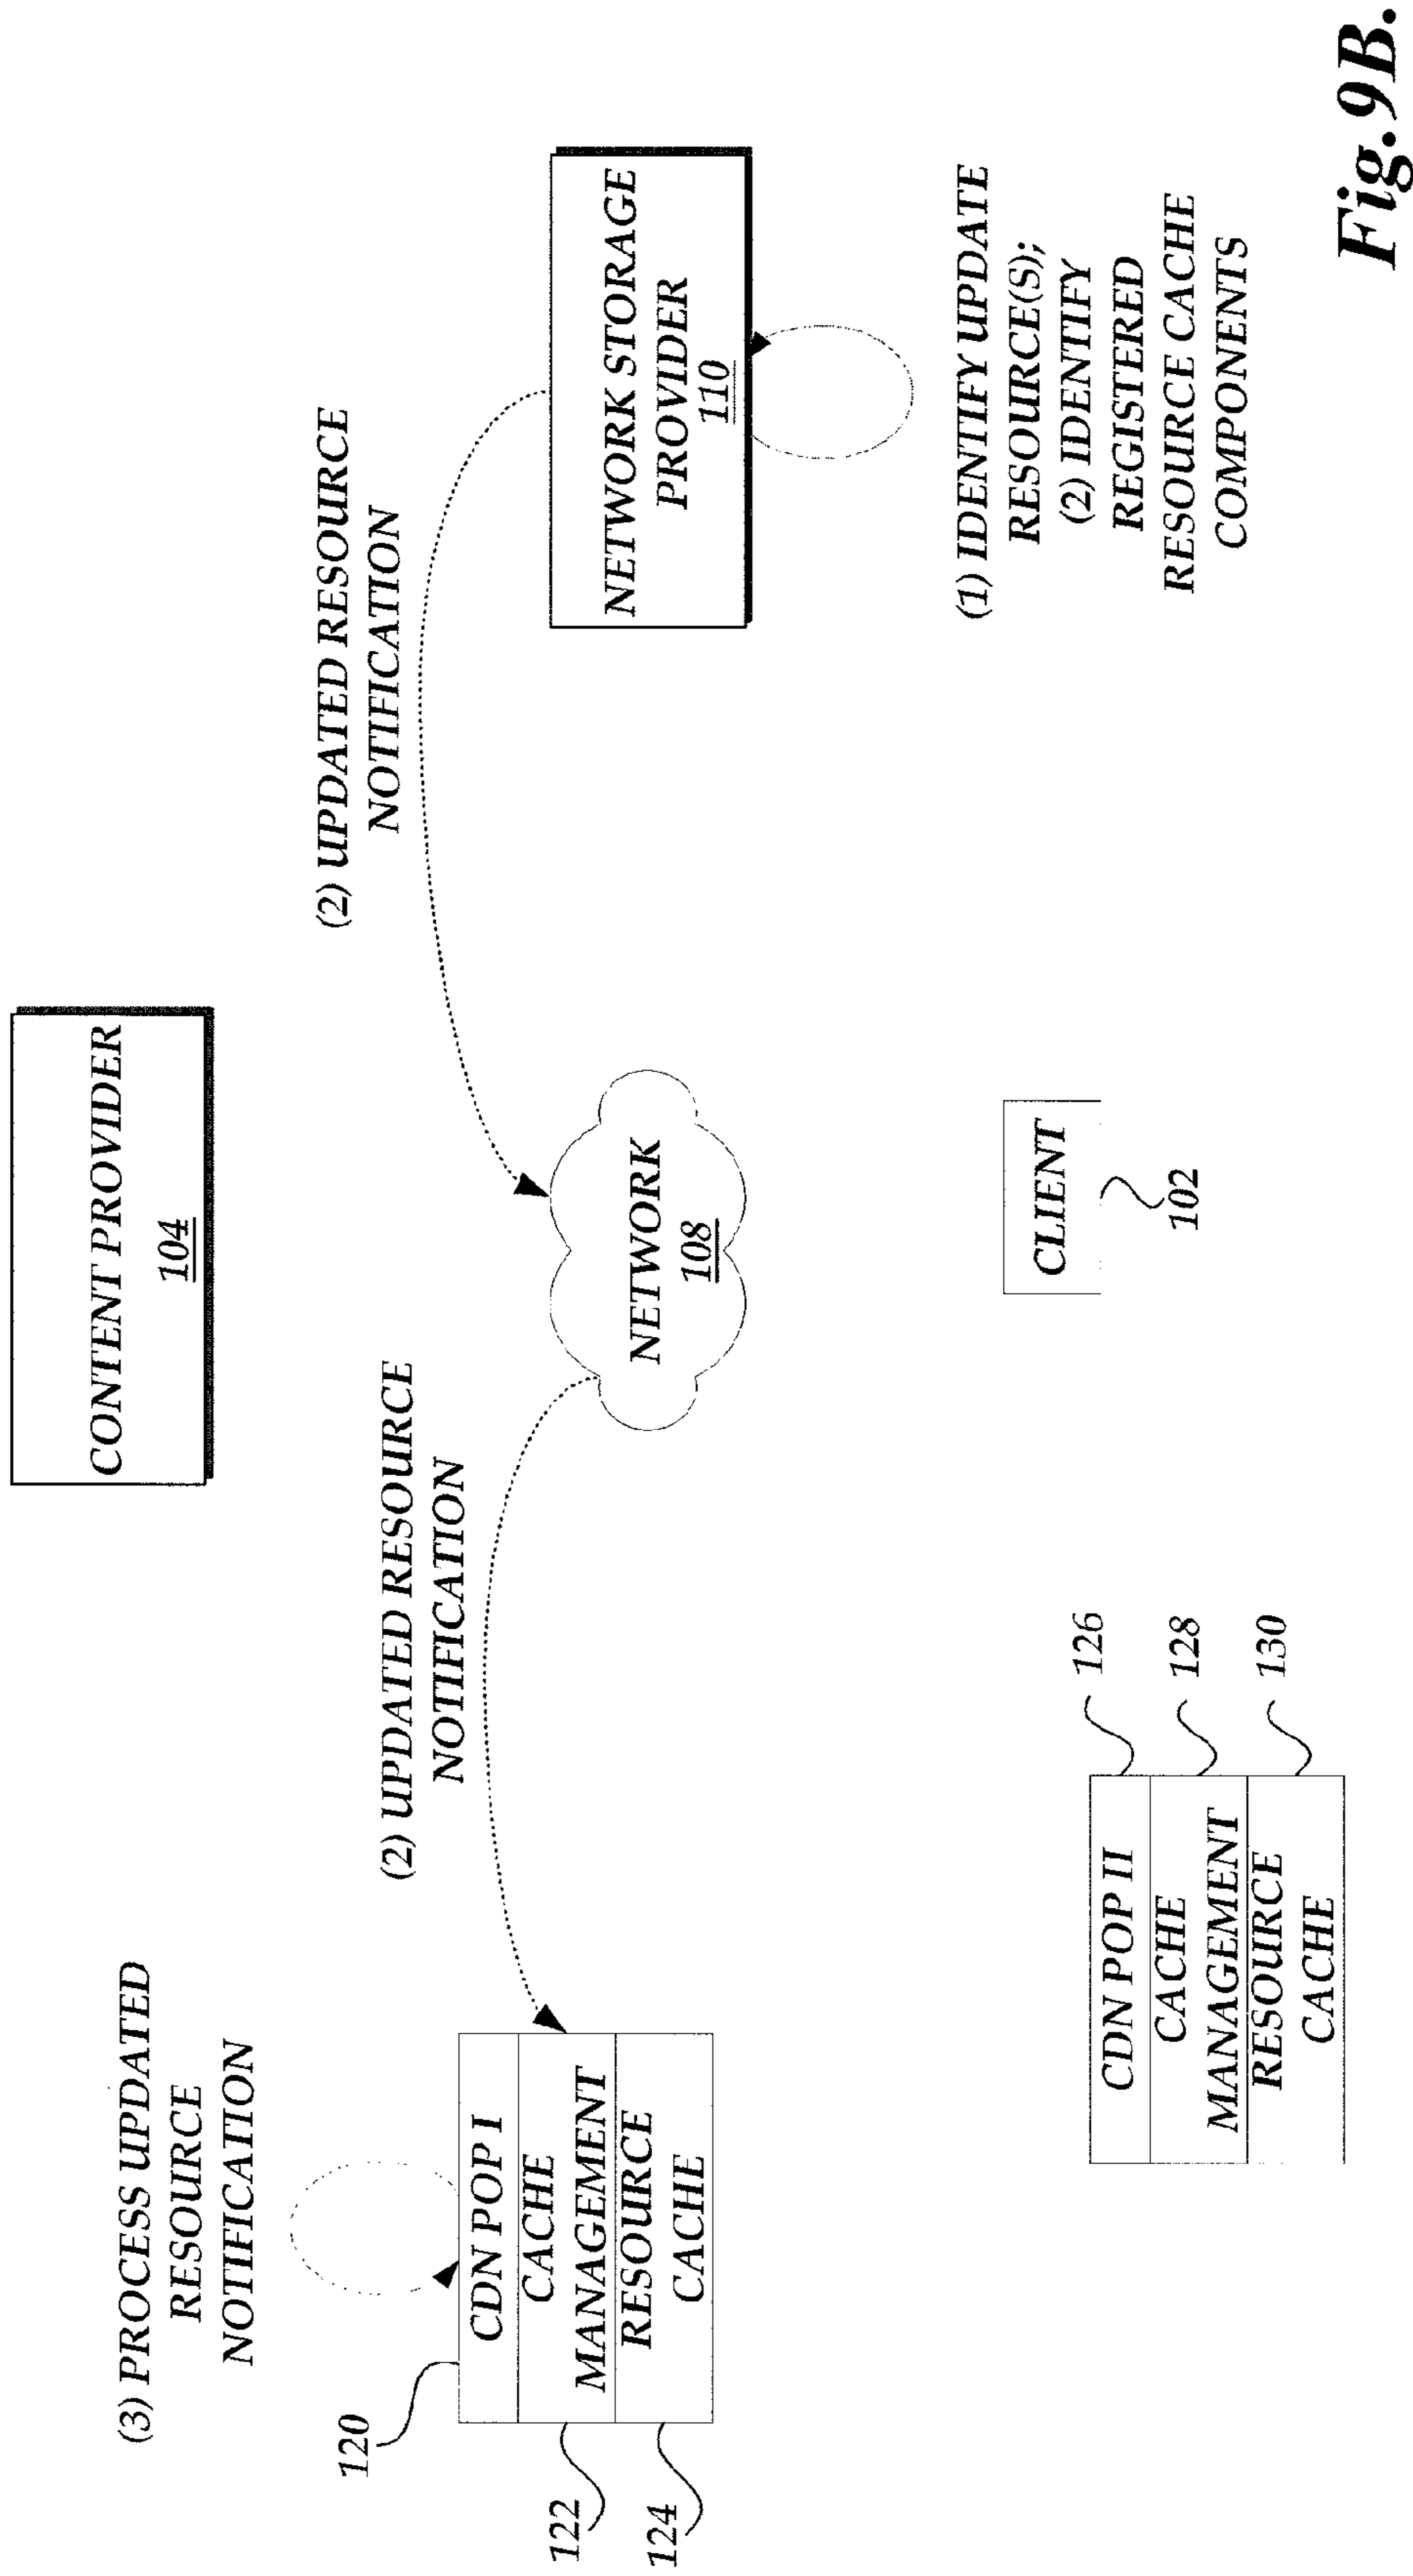 CONTENT PROVIDER
104
(3) PROCESS UPDATED
RESOURCE
NOTIFICATION
(2) UPDATED RESOURCE
NOTIFICATION
(2) UPDATED RESOURCE
NOTIFICATION
120
CDN POP I
122
CACHE
MANAGEMENT
124
RESOURCE
CACHE
NETWORK
108
NETWORK STORAGE
PROVIDER
110
(1) IDENTIFY UPDATE
RESOURCE(S);
(2) IDENTIFY
REGISTERED
RESOURCE CACHE
COMPONENTS
CLIENT
102
CDN POP II
126
CACHE
MANAGEMENT
128
RESOURCE
CACHE
130
Fig.9B.